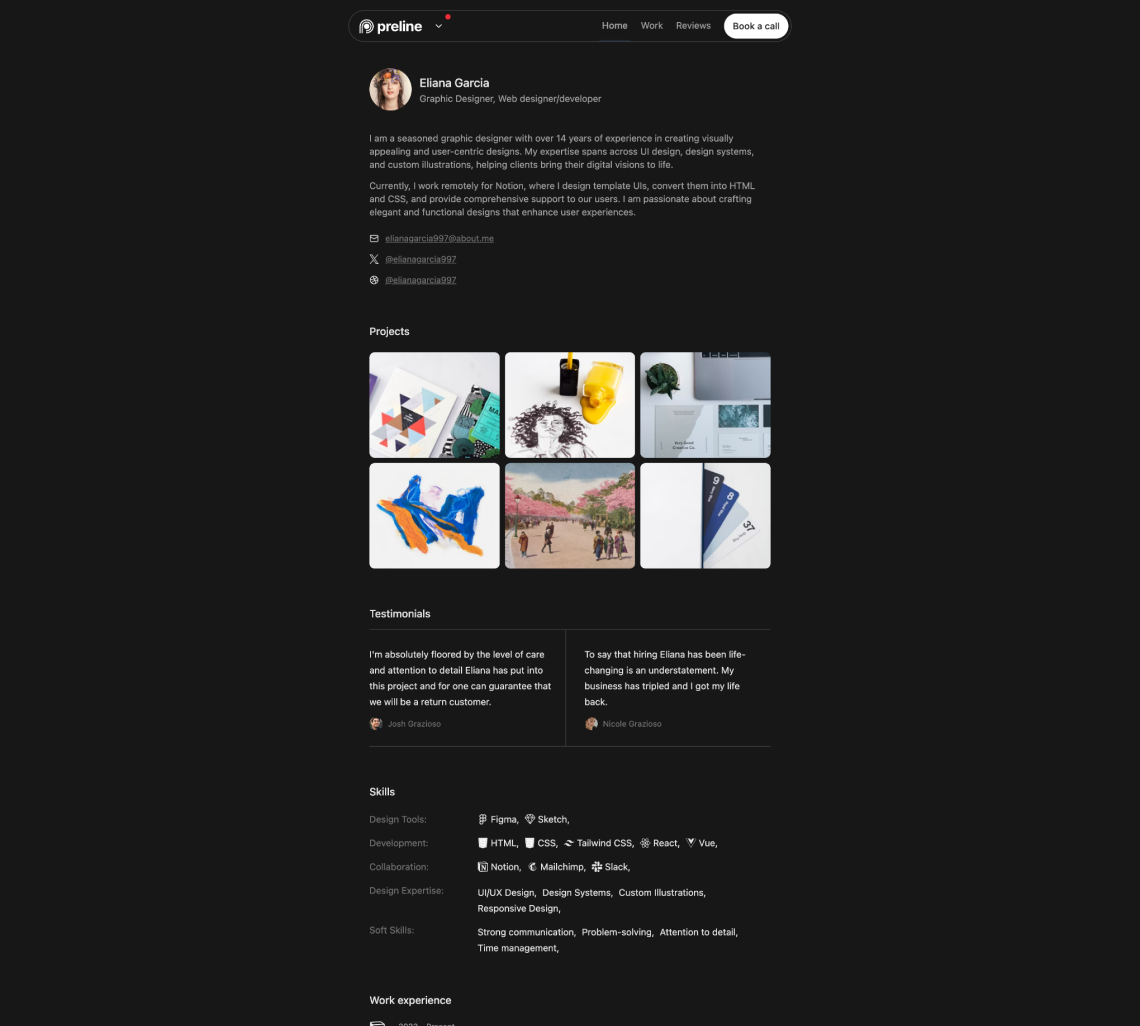 preline
Home Work Reviews Book a call
Eliana Garcia
Graphic Designer, Web designer/developer
I am a seasoned graphic designer with over 14 years of experience in creating visually
appealing and user-centric designs. My expertise spans across UI design, design systems,
and custom illustrations, helping clients bring their digital visions to life.
Currently, I work remotely for Notion, where I design template UIs, convert them into HTML
and CSS, and provide comprehensive support to our users. I am passionate about crafting
elegant and functional designs that enhance user experiences.
elianagarcia997@about.me
@elianagarcia997
@elianagarcia997
Projects
Very Good
Creative Co.
9
8
37
Testimonials
I'm absolutely floored by the level of care
and attention to detail Eliana has put into
this project and for one can guarantee that
we will be a return customer.
Josh Grazioso
To say that hiring Eliana has been life-
changing is an understatement. My
business has tripled and I got my life
back.
Nicole Grazioso
Skills
Design Tools: Figma, Sketch,
Development: HTML, CSS, Tailwind CSS, React, Vue,
Collaboration: Notion, Mailchimp, Slack,
Design Expertise: UI/UX Design, Design Systems, Custom Illustrations,
Responsive Design,
Soft Skills: Strong communication, Problem-solving, Attention to detail,
Time management,
Work experience